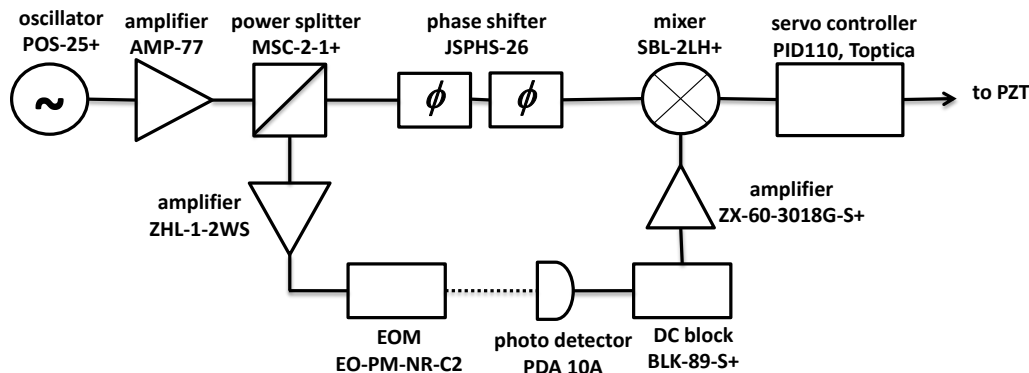 oscillator
POS-25+
amplifier
AMP-77
power splitter
MSC-2-1+
phase shifter
JSPHS-26
mixer
SBL-2LH+
servo controller
PID110, Toptica
~
ϕ
ϕ
to PZT
amplifier
ZHL-1-2WS
amplifier
ZX-60-3018G-S+
EOM
EO-PM-NR-C2
photo detector
PDA 10A
DC block
BLK-89-S+